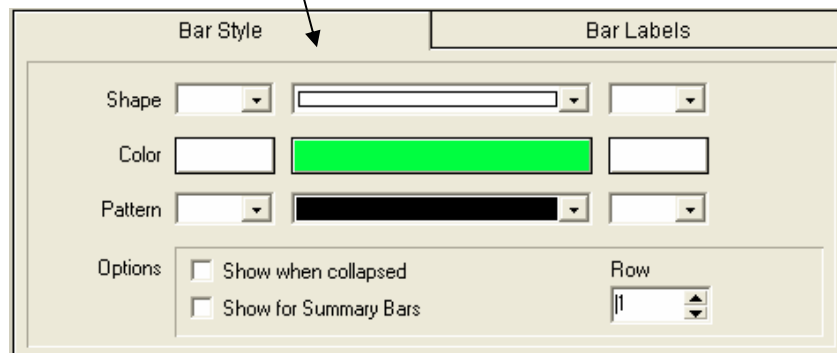 Bar Style Bar Labels
Shape
Color
Pattern
Options Show when collapsed Row
Show for Summary Bars 1